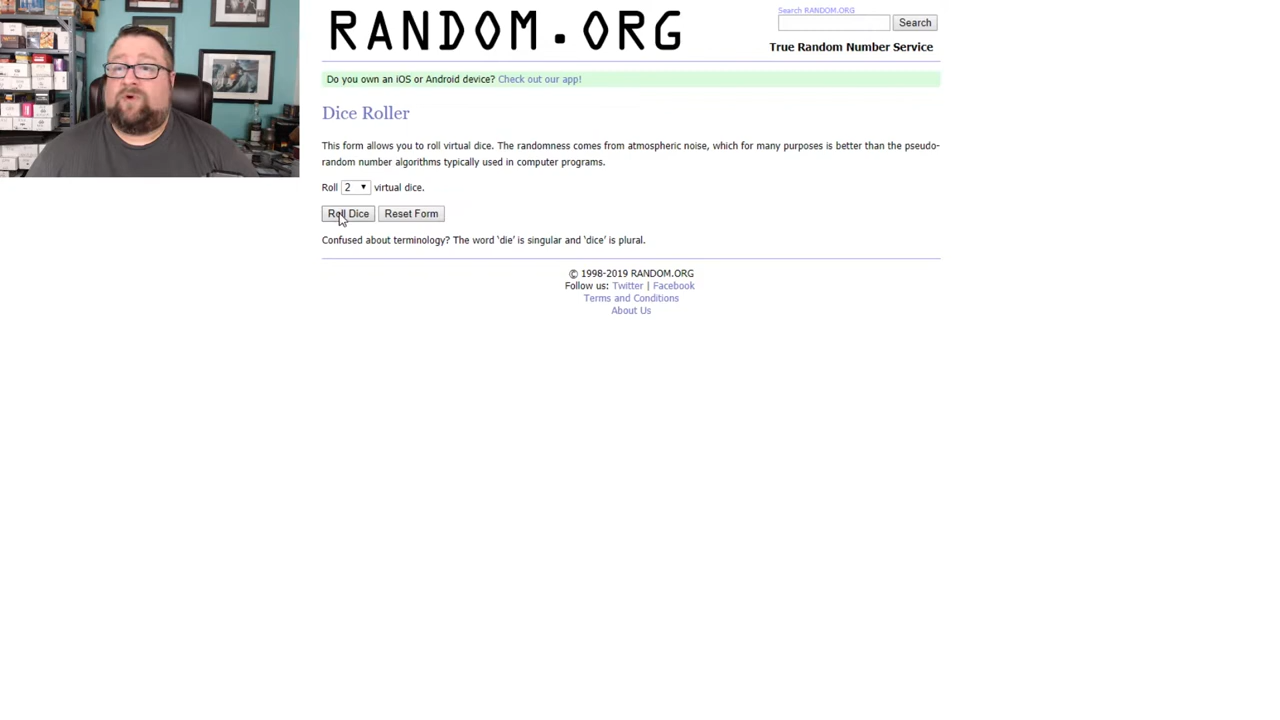 RANDOM.ORG
Search RANDOM.ORG
Search
True Random Number Service
Do you own an iOS or Android device? Check out our app!
Dice Roller
This form allows you to roll virtual dice. The randomness comes from atmospheric noise, which for many purposes is better than the pseudo-
random number algorithms typically used in computer programs.
Roll 2 virtual dice.
Roll Dice Reset Form
Confused about terminology? The word ‘die’ is singular and ‘dice’ is plural.
© 1998-2019 RANDOM.ORG
Follow us: Twitter | Facebook
Terms and Conditions
About Us